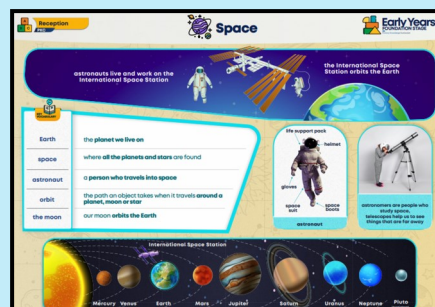 Reception
Space
Early Years
FOUNDATION STAGE
astronauts live and work on the
International Space Station
the International Space
Station orbits the Earth
KEY VOCABULARY
Earth
the planet we live on
space
where all the planets and stars are found
astronaut
a person who travels into space
orbit
the path an object takes when it travels around a
planet, moon or star
the moon
our moon orbits the Earth
life support pack
helmet
gloves
space
suit
space
boots
astronaut
astronomers are people who
study space,
telescopes help us to see
things that are far away
International Space Station
Mercury Venus Earth Mars Jupiter Saturn Uranus Neptune Pluto